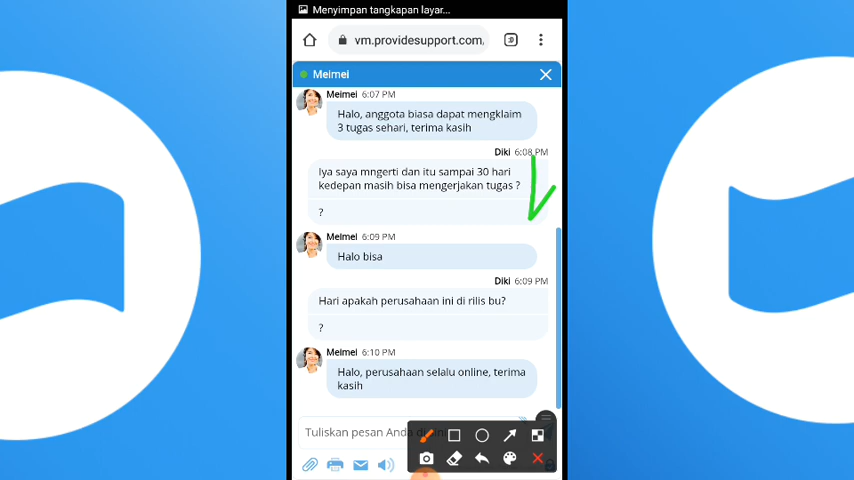 Menyimpan tangkapan layar...
vm.providesupport.com,
Meimei
Meimei 6:07 PM
Halo, anggota biasa dapat mengklaim
3 tugas sehari, terima kasih
Diki 6:08 PM
Iya saya mngerti dan itu sampai 30 hari
kedepan masih bisa mengerjakan tugas ?
?
Meimei 6:09 PM
Halo bisa
Diki 6:09 PM
Hari apakah perusahaan ini di rilis bu?
?
Meimei 6:10 PM
Halo, perusahaan selalu online, terima
kasih
Tuliskan pesan Anda